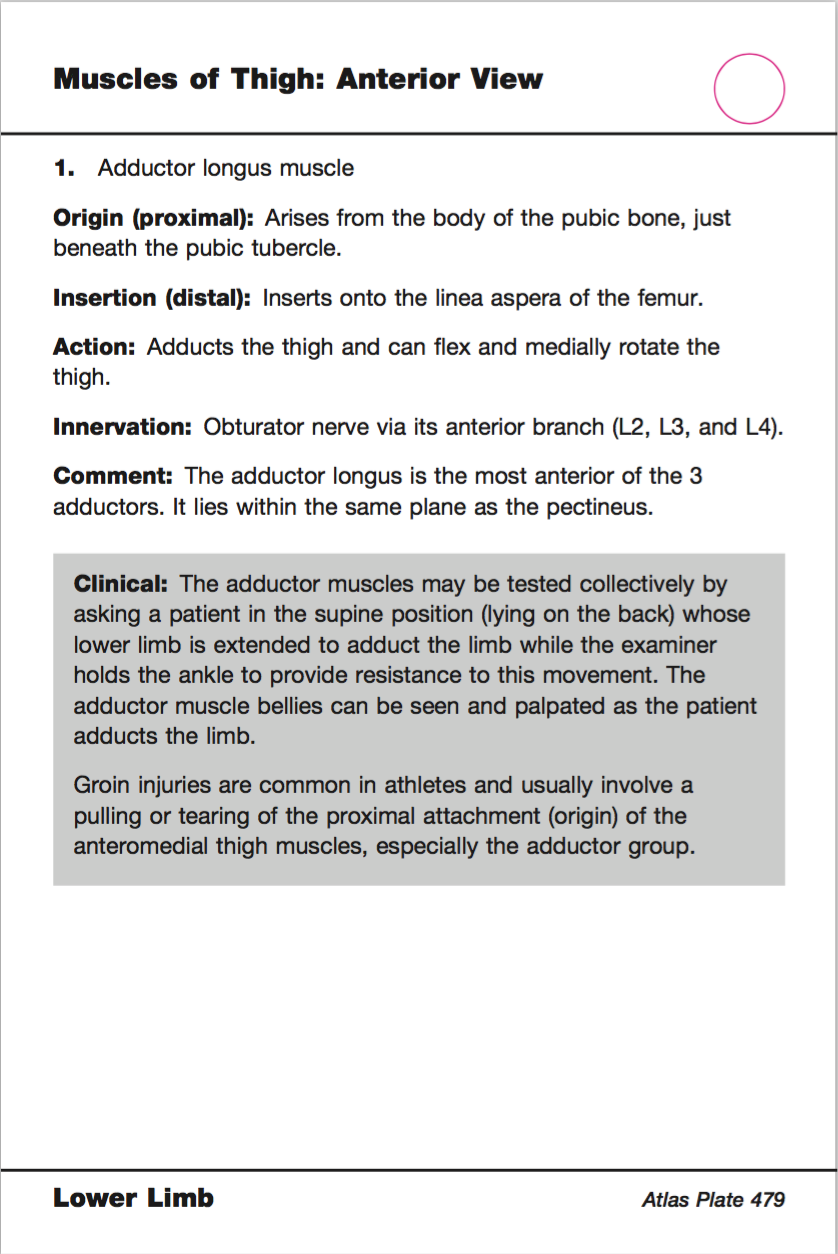 Muscles of Thigh: Anterior View
1. Adductor longus muscle
Origin (proximal): Arises from the body of the pubic bone, just
beneath the pubic tubercle.
Insertion (distal): Inserts onto the linea aspera of the femur.
Action: Adducts the thigh and can flex and medially rotate the
thigh.
Innervation: Obturator nerve via its anterior branch (L2, L3, and L4).
Comment: The adductor longus is the most anterior of the 3
adductors. It lies within the same plane as the pectineus.
Clinical: The adductor muscles may be tested collectively by
asking a patient in the supine position (lying on the back) whose
lower limb is extended to adduct the limb while the examiner
holds the ankle to provide resistance to this movement. The
adductor muscle bellies can be seen and palpated as the patient
adducts the limb.
Groin injuries are common in athletes and usually involve a
pulling or tearing of the proximal attachment (origin) of the
anteromedial thigh muscles, especially the adductor group.
Lower Limb
Atlas Plate 479